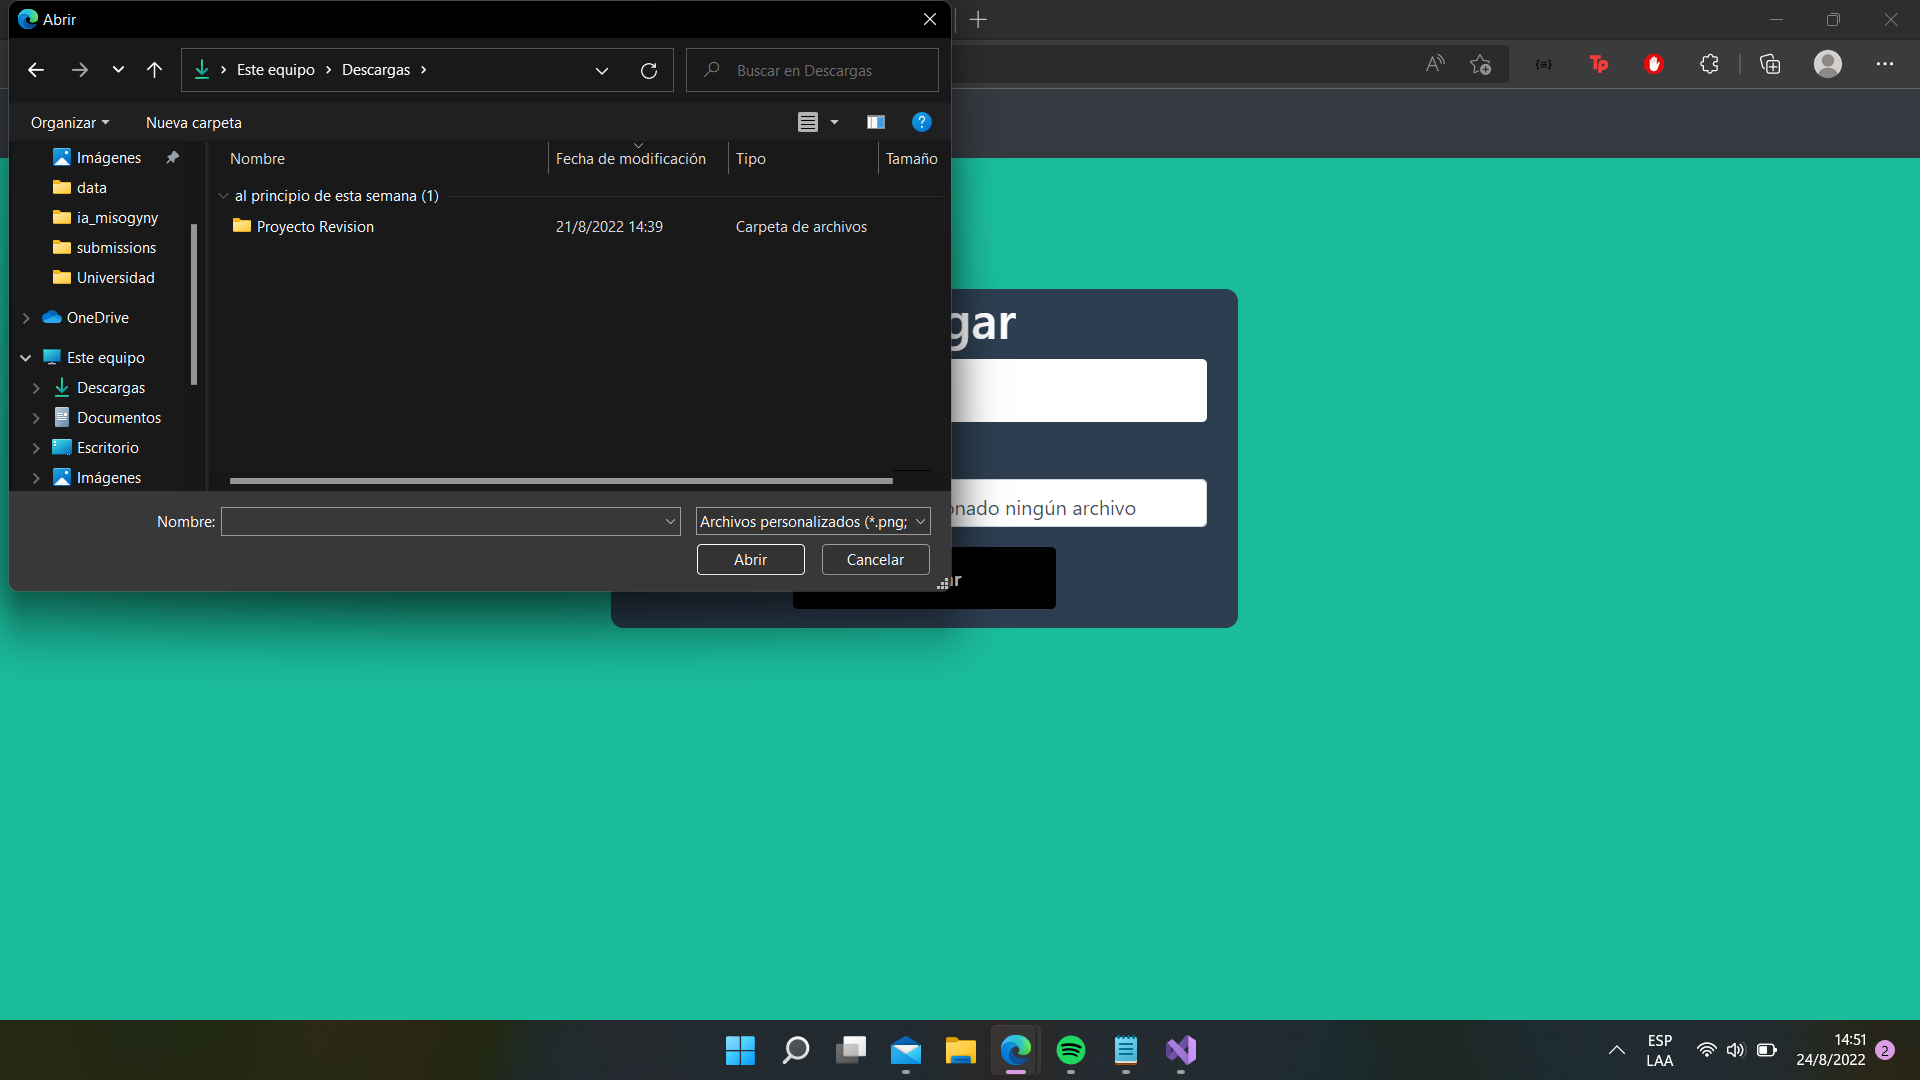 Abrir
Este equipo > Descargas >
Buscar en Descargas
Organizar
Nueva carpeta
Imágenes
data
ia_misogyny
submissions
Universidad
OneDrive
Este equipo
Descargas
Documentos
Escritorio
Imágenes
Nombre
Fecha de modificación
Tipo
Tamaño
al principio de esta semana (1)
Proyecto Revision
21/8/2022 14:39
Carpeta de archivos
Nombre:
Archivos personalizados (*.png;
Abrir
Cancelar
gar
onado ningún archivo
ar
Tp
ESP
LAA
14:51
24/8/2022
2